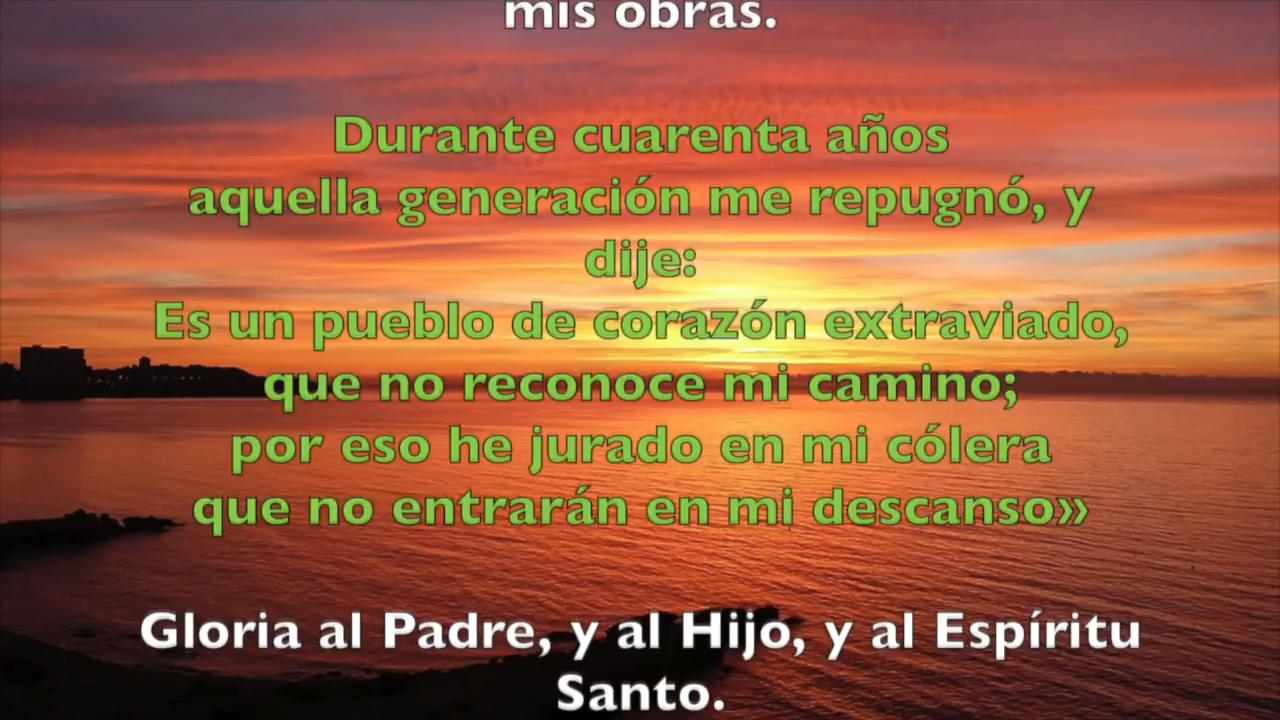 mis obras.
Durante cuarenta años
aquella generación me repugnó, y
dije:
Es un pueblo de corazón extraviado,
que no reconoce mi camino;
por eso he jurado en mi cólera
que no entrarán en mi descanso»
Gloria al Padre, y al Hijo, y al Espíritu
Santo.